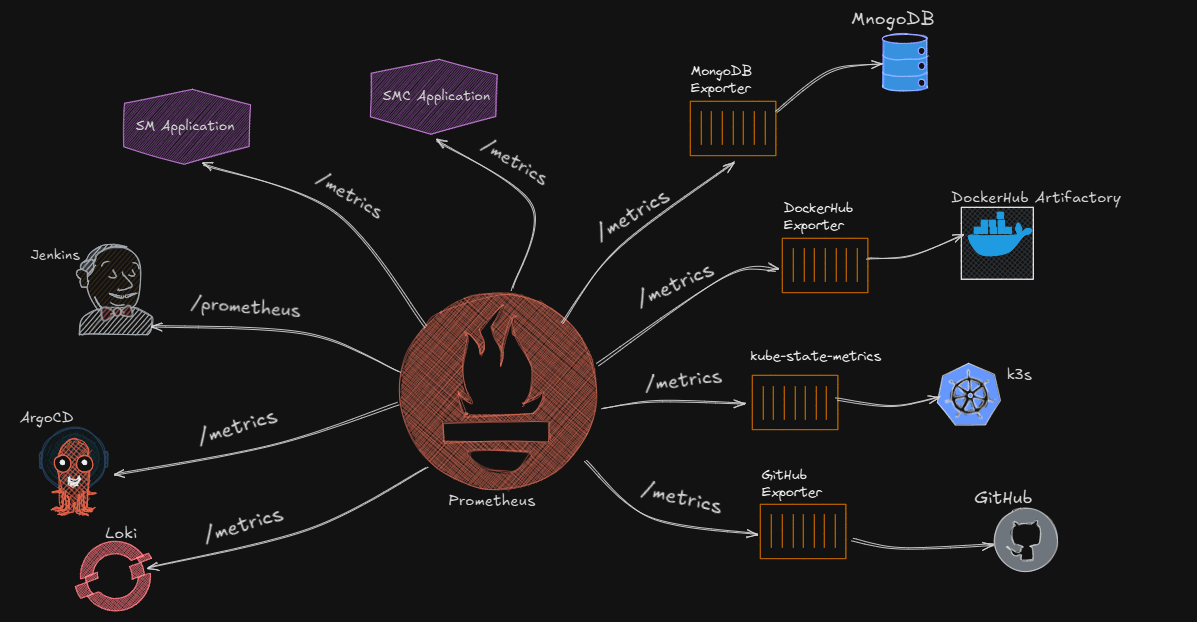 MnogoDB
MongoDB
Exporter
SMC Application
SM Application
/metrics
/metrics
/metrics
DockerHub Artifactory
DockerHub
Exporter
Jenkins
/prometheus
/metrics
kube-state-metrics
k3s
/metrics
ArgoCD
/metrics
Prometheus
GitHub
Exporter
/metrics
GitHub
Loki
/metrics